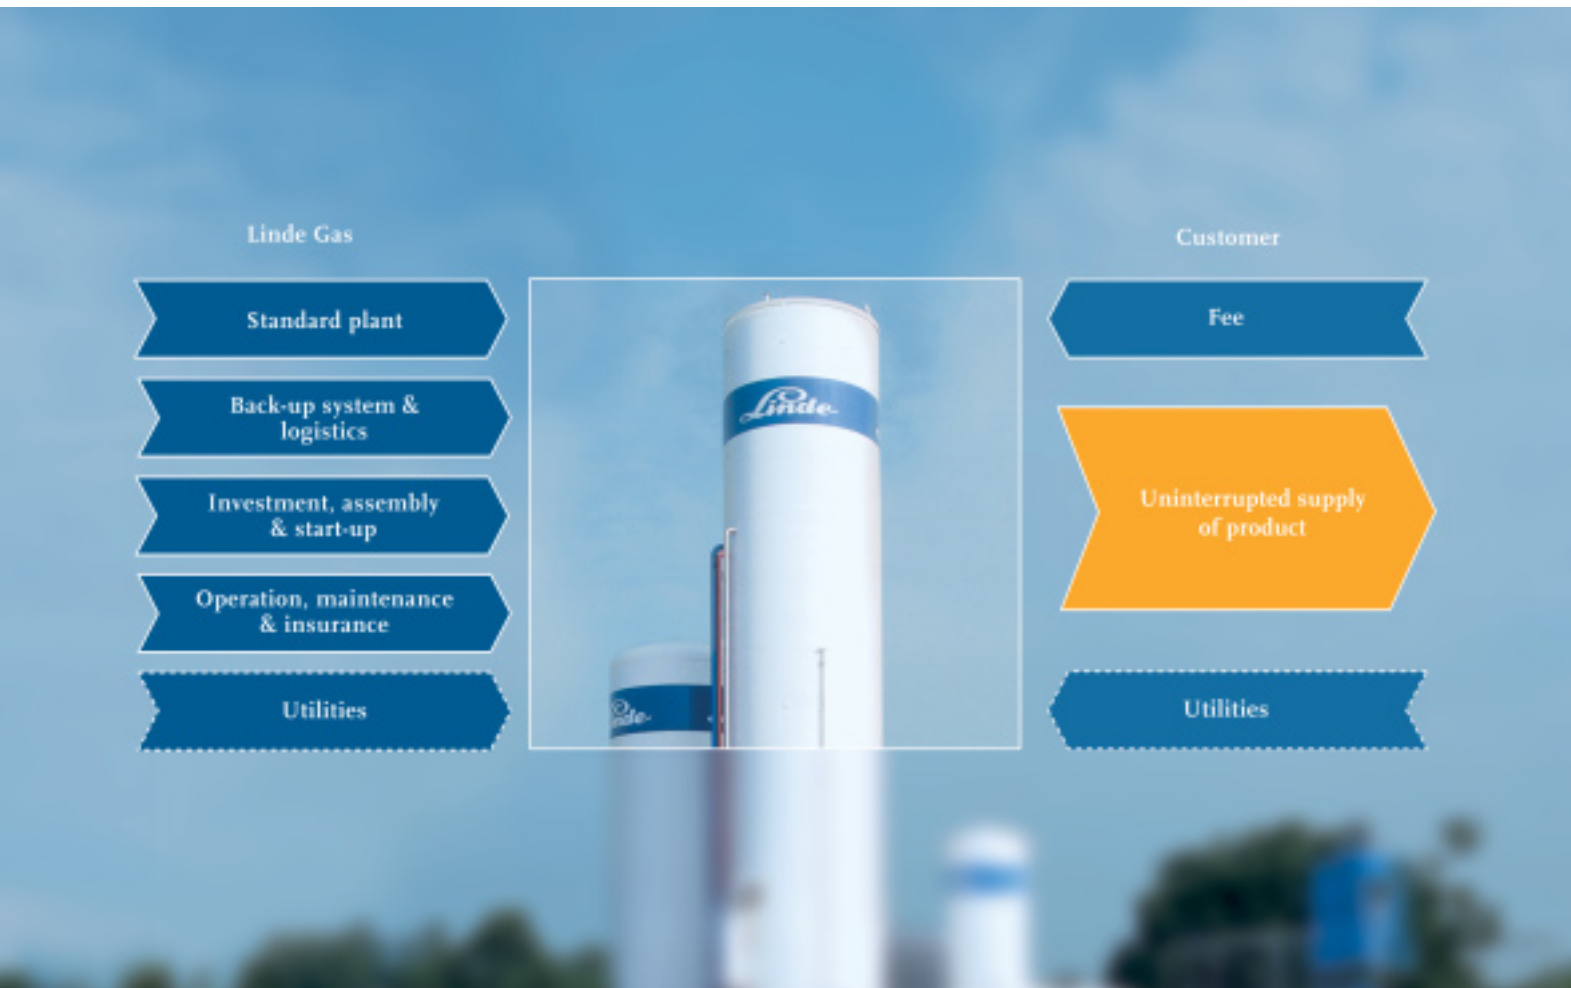 Linde Gas
Customer
Standard plant
Back-up system &
logistics
Investment, assembly
& start-up
Operation, maintenance
& insurance
Utilities
Linde
Linde
Fee
Uninterrupted supply
of product
Utilities